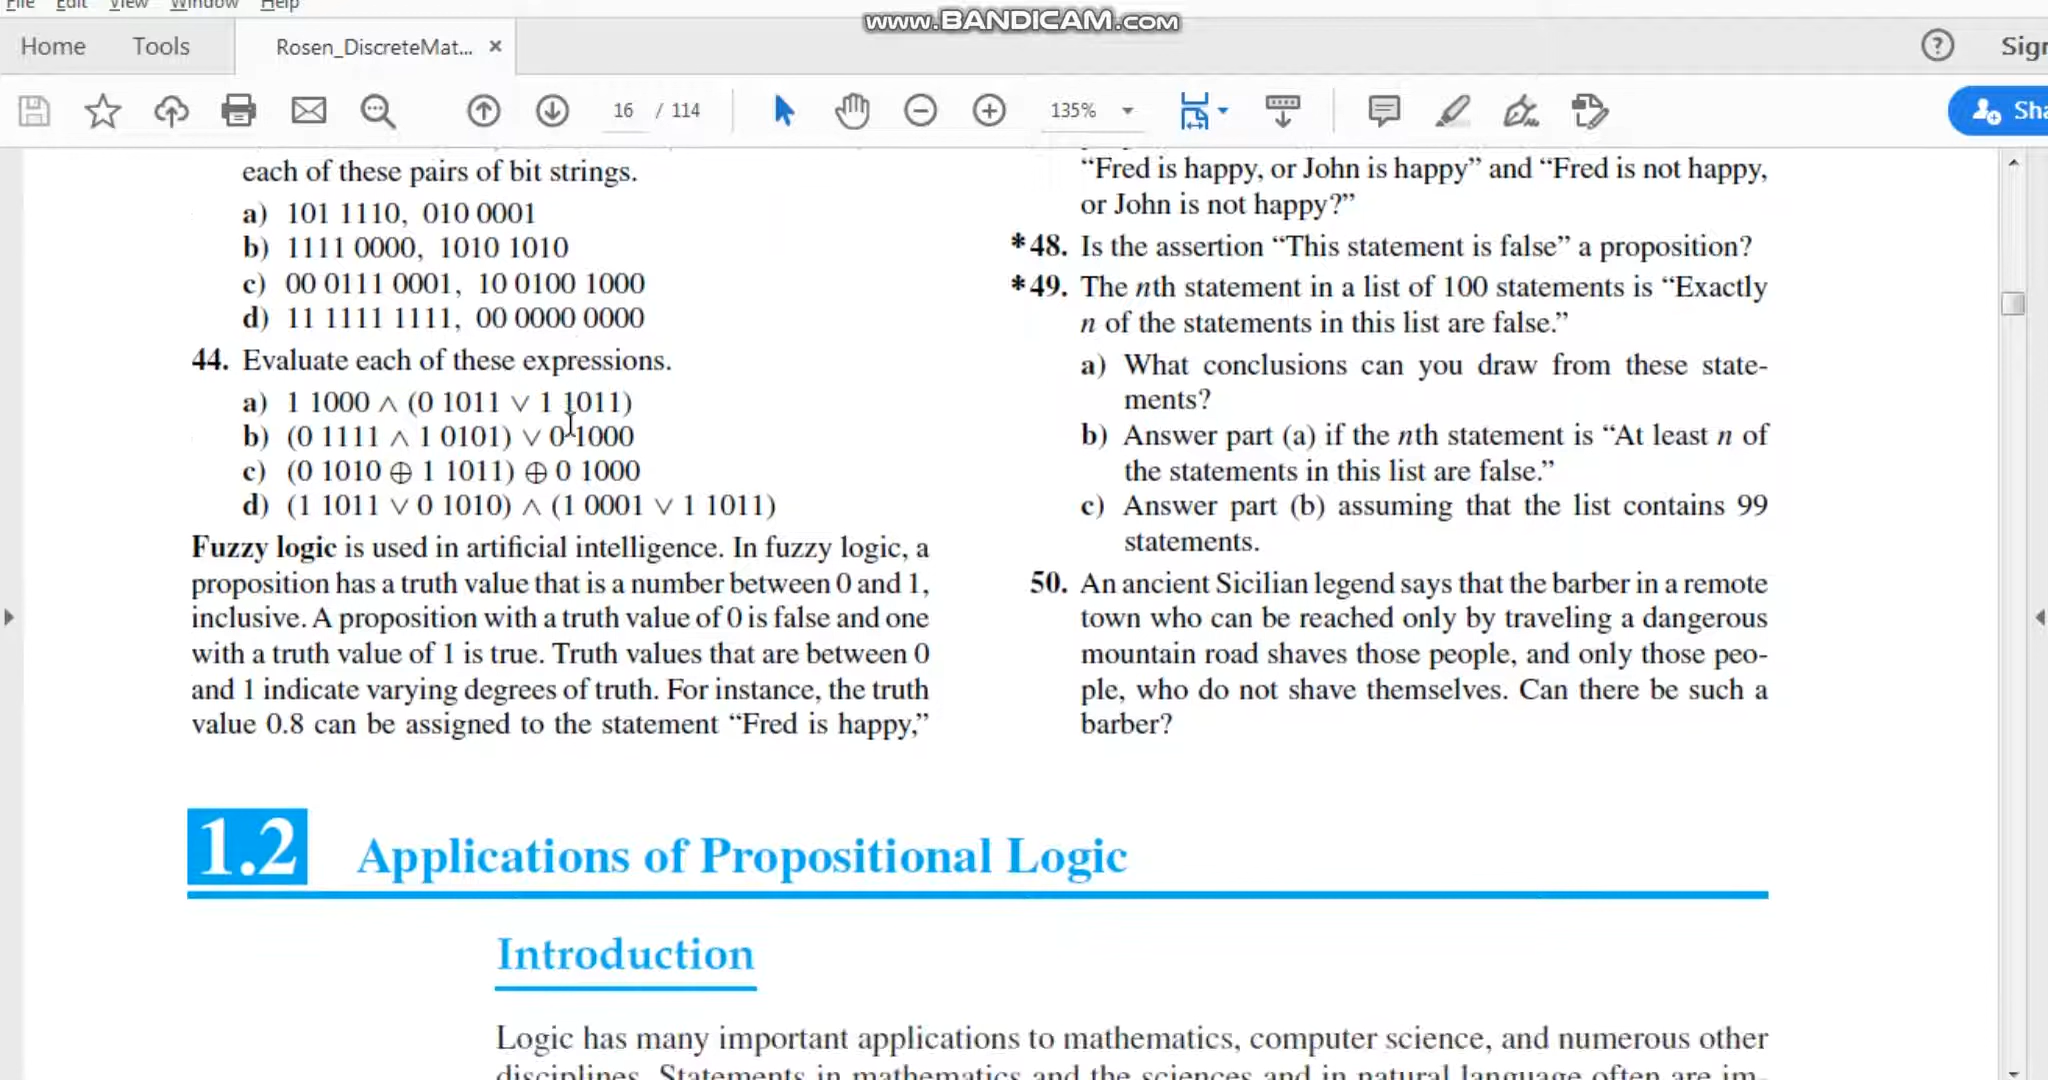 File Edit View Window Help
www.BANDICAM.com
Home Tools Rosen_DiscreteMat... ×
?
16 / 114
135%
each of these pairs of bit strings.
a) 101 1110, 010 0001
b) 1111 0000, 1010 1010
c) 00 0111 0001, 10 0100 1000
d) 11 1111 1111, 00 0000 0000
44. Evaluate each of these expressions.
a) 1 1000 ∧ (0 1011 ∨ 1 1011)
b) (0 1111 ∧ 1 0101) ∨ 0 1000
c) (0 1010 ⊕ 1 1011) ⊕ 0 1000
d) (1 1011 ∨ 0 1010) ∧ (1 0001 ∨ 1 1011)
Fuzzy logic is used in artificial intelligence. In fuzzy logic, a
proposition has a truth value that is a number between 0 and 1,
inclusive. A proposition with a truth value of 0 is false and one
with a truth value of 1 is true. Truth values that are between 0
and 1 indicate varying degrees of truth. For instance, the truth
value 0.8 can be assigned to the statement “Fred is happy,”
“Fred is happy, or John is happy” and “Fred is not happy,
or John is not happy?”
*48. Is the assertion “This statement is false” a proposition?
*49. The nth statement in a list of 100 statements is “Exactly
n of the statements in this list are false.”
a) What conclusions can you draw from these state-
ments?
b) Answer part (a) if the nth statement is “At least n of
the statements in this list are false.”
c) Answer part (b) assuming that the list contains 99
statements.
50. An ancient Sicilian legend says that the barber in a remote
town who can be reached only by traveling a dangerous
mountain road shaves those people, and only those peo-
ple, who do not shave themselves. Can there be such a
barber?
1.2 Applications of Propositional Logic
Introduction
Logic has many important applications to mathematics, computer science, and numerous other
disciplines. Statements in mathematics and the sciences and in natural language often are im-